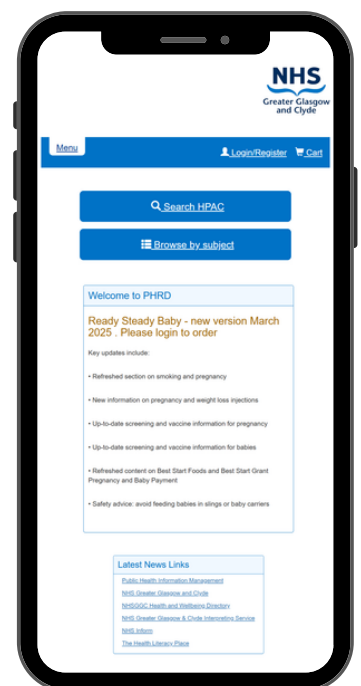 NHS
Greater Glasgow
and Clyde
Menu
Login/Register Cart
Search HPAC
Browse by subject
Welcome to PHRD
Ready Steady Baby - new version March
2025 . Please login to order
Key updates include:
• Refreshed section on smoking and pregnancy
• New information on pregnancy and weight loss injections
• Up-to-date screening and vaccine information for pregnancy
• Up-to-date screening and vaccine information for babies
• Refreshed content on Best Start Foods and Best Start Grant
Pregnancy and Baby Payment
• Safety advice: avoid feeding babies in slings or baby carriers
Latest News Links
Public Health Information Management
NHS Greater Glasgow and Clyde
NHSGGC Health and Wellbeing Directory
NHS Greater Glasgow & Clyde Interpreting Service
NHS Inform
The Health Literacy Place